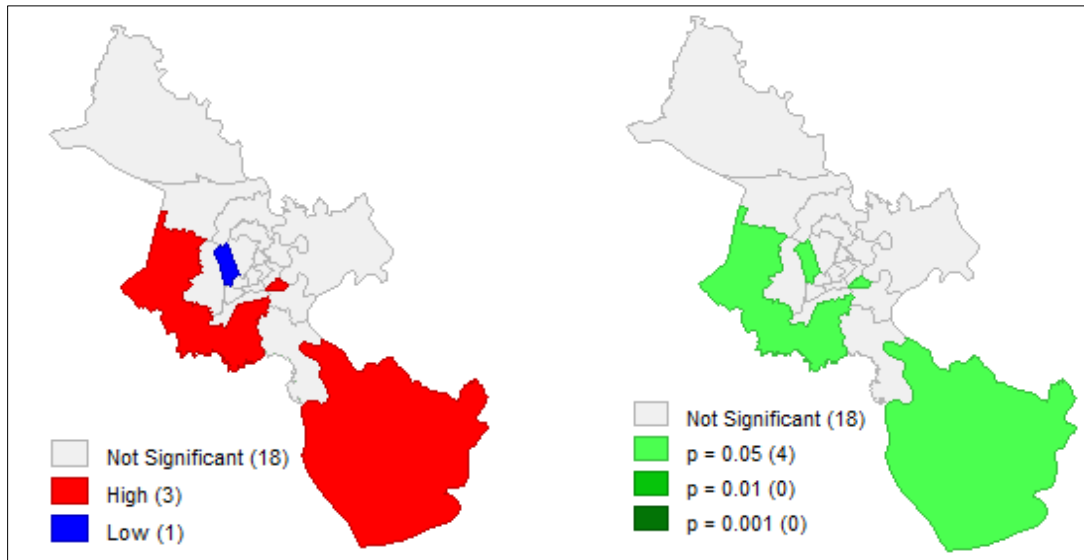 Not Significant (18)
High (3)
Low (1)
Not Significant (18)
p = 0.05 (4)
p = 0.01 (0)
p = 0.001 (0)